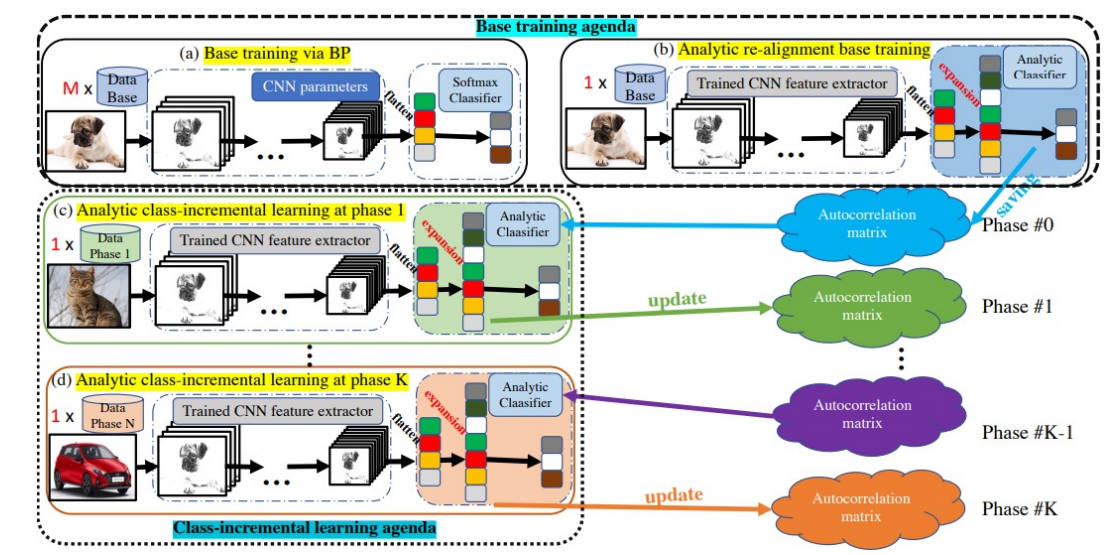 Base training agenda
(a) Base training via BP
M x
Data
Base
CNN parameters
flatten
Softmax
Claasifier
(b) Analytic re-alignment base training
1 x
Data
Base
Trained CNN feature extractor
flatten
expansion
Analytic
Claasifier
saving
(c) Analytic class-incremental learning at phase 1
1 x
Data
Phase 1
Trained CNN feature extractor
flatten
expansion
Analytic
Claasifier
Autocorrelation
matrix
Phase #0
update
Autocorrelation
matrix
Phase #1
(d) Analytic class-incremental learning at phase K
1 x
Data
Phase N
Trained CNN feature extractor
flatten
expansion
Analytic
Claasifier
Autocorrelation
matrix
Phase #K-1
update
Autocorrelation
matrix
Phase #K
Class-incremental learning agenda